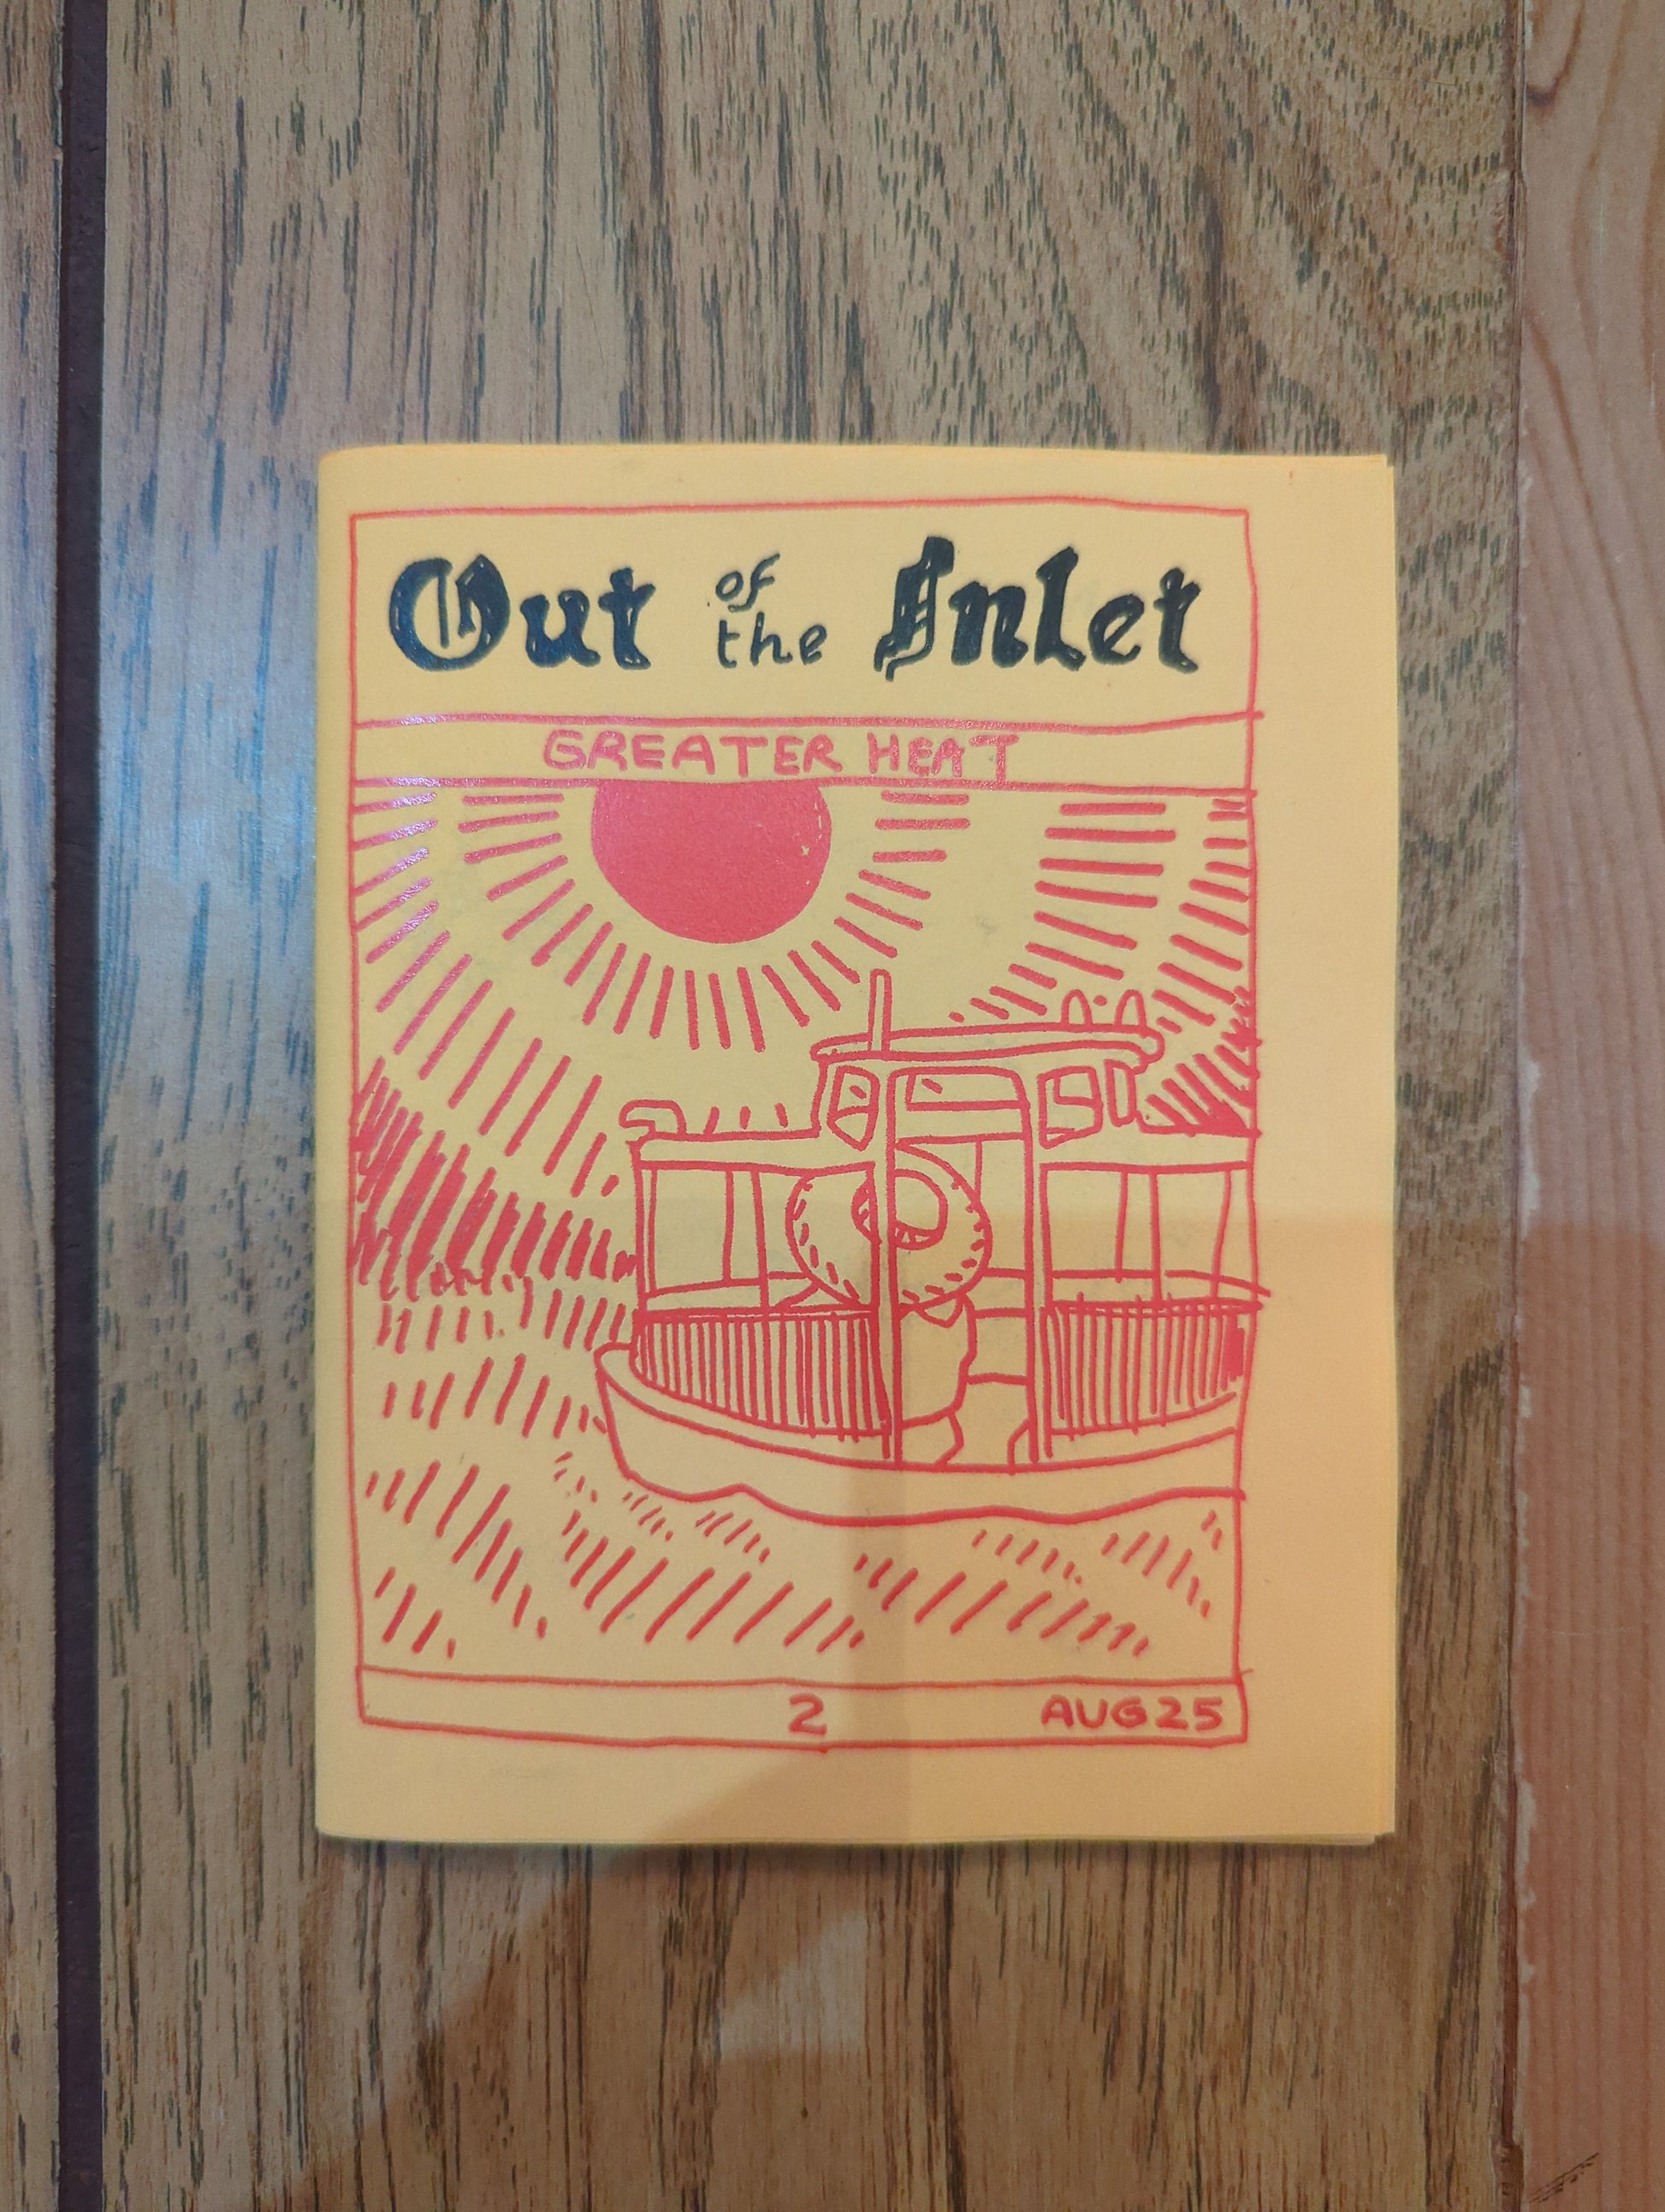 Out of the Inlet
GREATER HEAT
2 AUG25